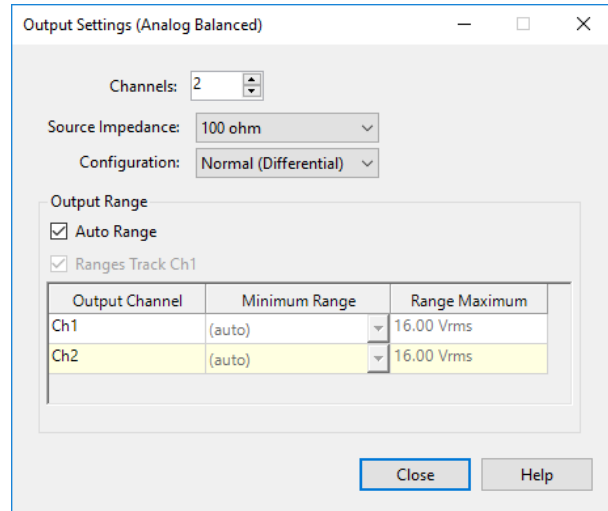 Output Settings (Analog Balanced)
Channels: 2
Source Impedance: 100 ohm
Configuration: Normal (Differential)
Output Range
Auto Range
Ranges Track Ch1
Output Channel Minimum Range Range Maximum
Ch1 (auto) 16.00 Vrms
Ch2 (auto) 16.00 Vrms
Close Help